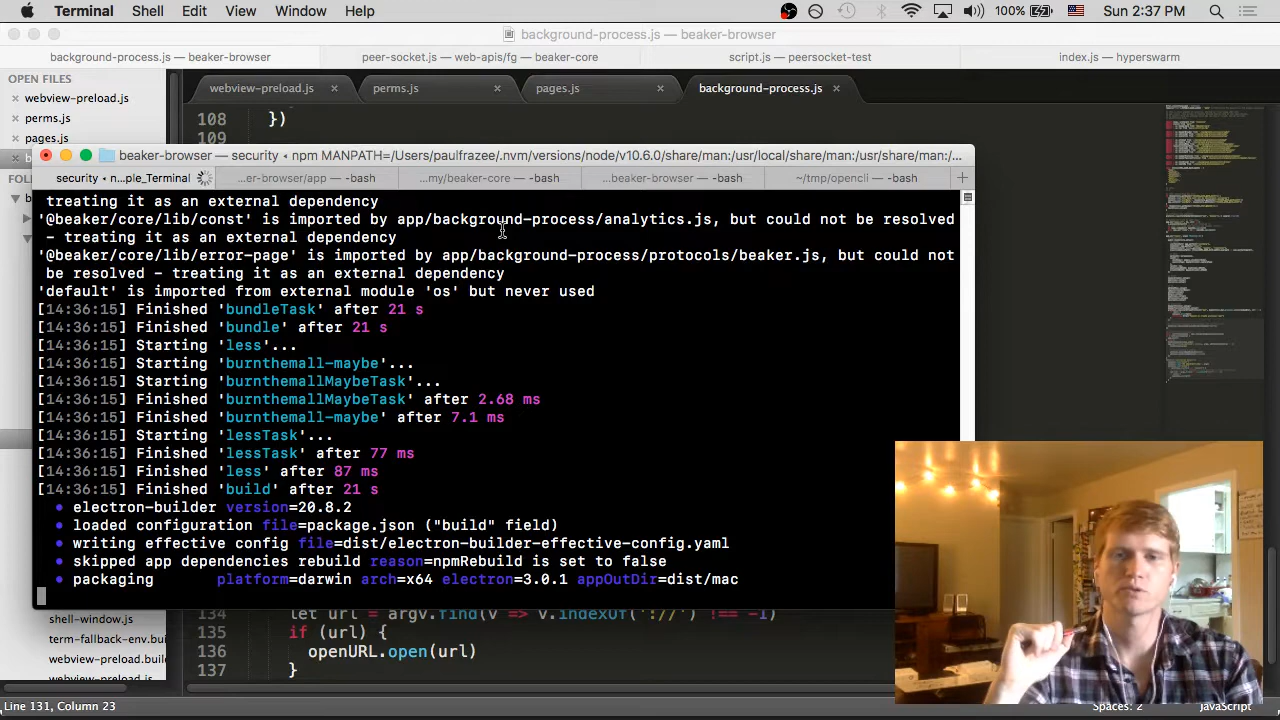 Terminal Shell Edit View Window Help 100% Sun 2:37 PM
background-process.js — beaker-browser
background-process.js — beaker-browser peer-socket.js — web-apis/fg — beaker-core script.js — peersocket-test index.js — hyperswarm
OPEN FILES
webview-preload.js
perms.js
pages.js
webview-preload.js perms.js pages.js background-process.js
108 })
109
beaker-browser — security ◂ npm MANPATH=/Users/paulfrazee/.nvm/versions/node/v10.6.0/share/man:/usr/local/share/man:/usr/share/man:/...
security ◂ n...ple_Terminal ...er-browser/app — -bash ...my/beaker — -bash ...beaker-browser — -bash ~/tmp/opencli — -bash
treating it as an external dependency
'@beaker/core/lib/const' is imported by app/background-process/analytics.js, but could not be resolved
– treating it as an external dependency
but could not
be resolved – treating it as an external dependency
'default' is imported from external module 'os' but never used
[14:36:15] Finished 'bundleTask' after 21 s
[14:36:15] Finished 'bundle' after 21 s
[14:36:15] Starting 'less'...
[14:36:15] Starting 'burnthemall-maybe'...
[14:36:15] Starting 'burnthemallMaybeTask'...
[14:36:15] Finished 'burnthemallMaybeTask' after 2.68 ms
[14:36:15] Finished 'burnthemall-maybe' after 7.1 ms
[14:36:15] Starting 'lessTask'...
[14:36:15] Finished 'lessTask' after 77 ms
[14:36:15] Finished 'less' after 87 ms
[14:36:15] Finished 'build' after 21 s
• electron-builder version=20.8.2
• loaded configuration file=package.json ("build" field)
• writing effective config file=dist/electron-builder-effective-config.yaml
• skipped app dependencies rebuild reason=npmRebuild is set to false
• packaging platform=darwin arch=x64 electron=3.0.1 appOutDir=dist/mac
134 let url = argv.find(v => v.indexOf('://') !== -1)
135 if (url) {
136 openURL.open(url)
137 }
shell-window.js
term-fallback-env.bui
webview-preload.buil
webview-preload.js
Line 131, Column 23 Spaces: 2 JavaScript